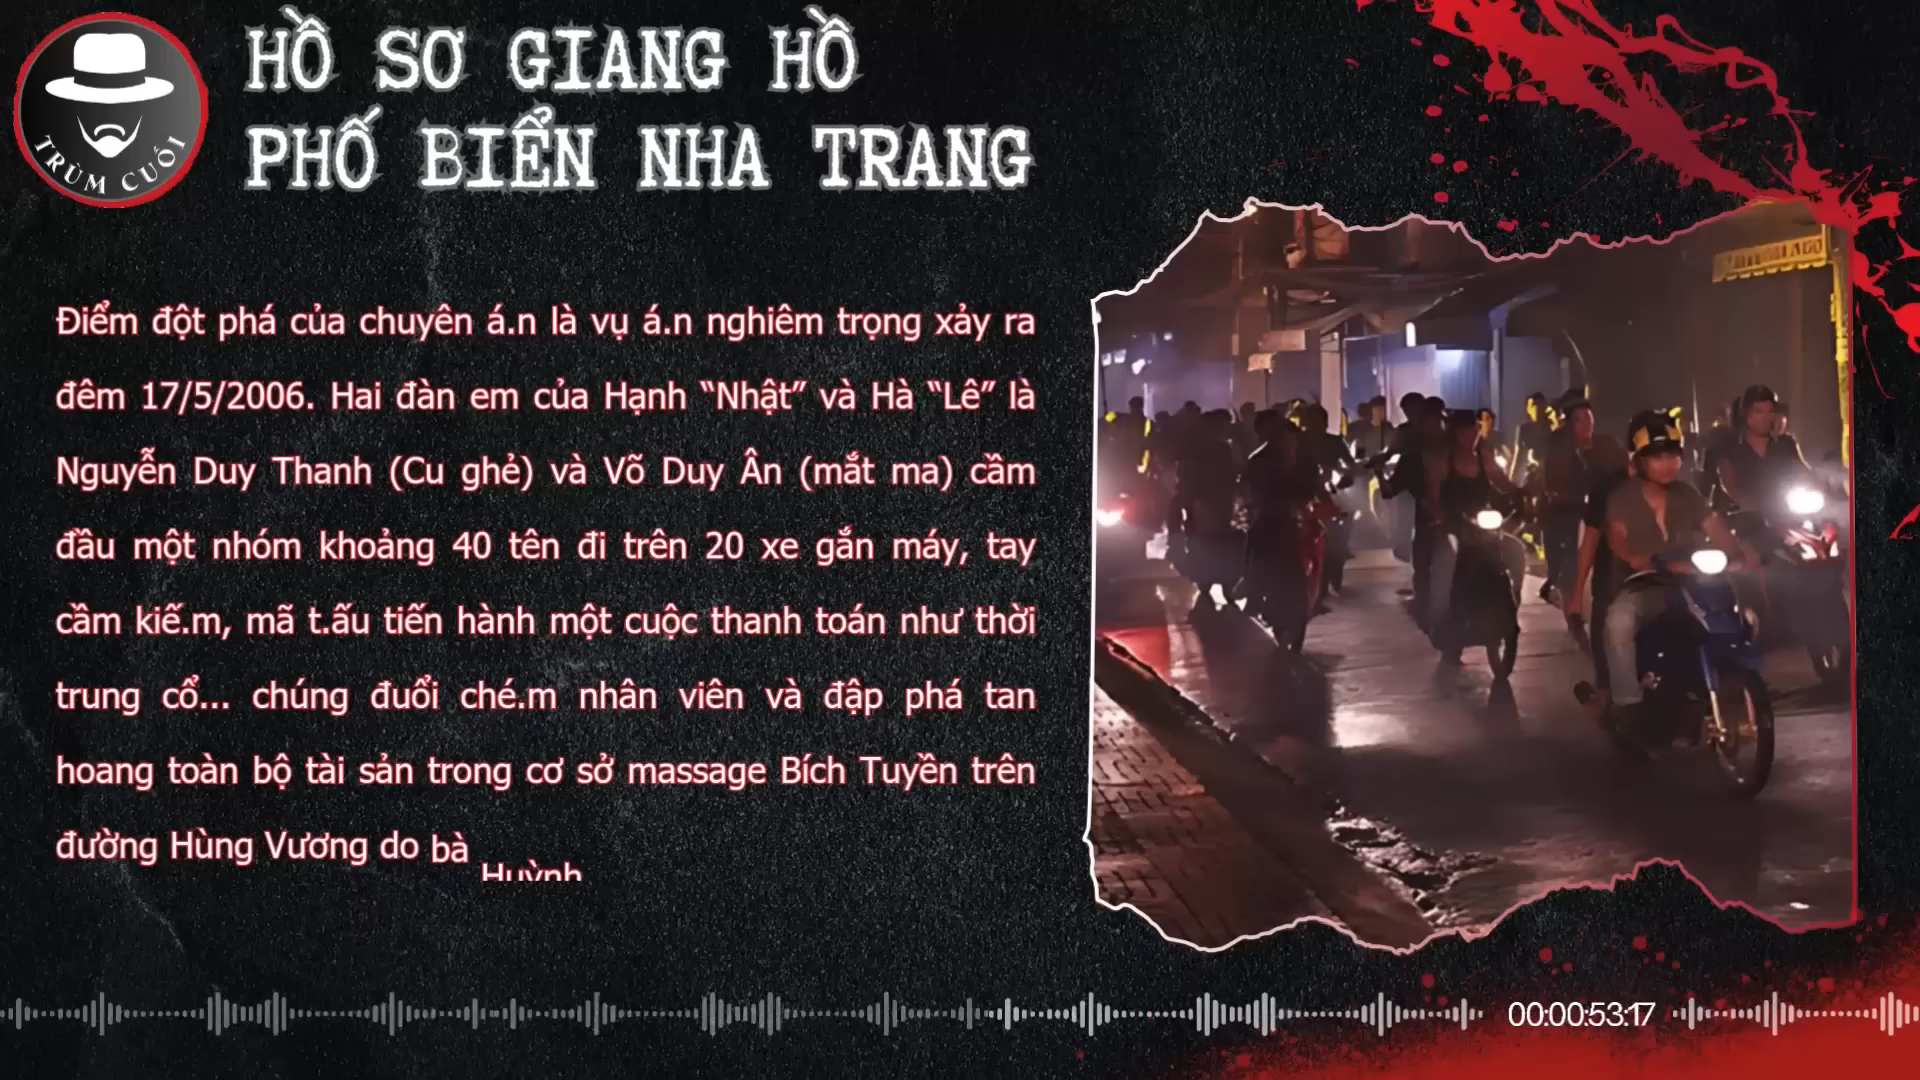 TRÙM CUỐI
HỒ SƠ GIANG HỒ
PHỐ BIỂN NHA TRANG
Điểm đột phá của chuyên á.n là vụ á.n nghiêm trọng xảy ra
đêm 17/5/2006. Hai đàn em của Hạnh “Nhật” và Hà “Lê” là
Nguyễn Duy Thanh (Cu ghẻ) và Võ Duy Ân (mắt ma) cầm
đầu một nhóm khoảng 40 tên đi trên 20 xe gắn máy, tay
cầm kiế.m, mã t.ấu tiến hành một cuộc thanh toán như thời
trung cổ... chúng đuổi ché.m nhân viên và đập phá tan
hoang toàn bộ tài sản trong cơ sở massage Bích Tuyền trên
đường Hùng Vương do bà Huỳnh
00:00:53:17